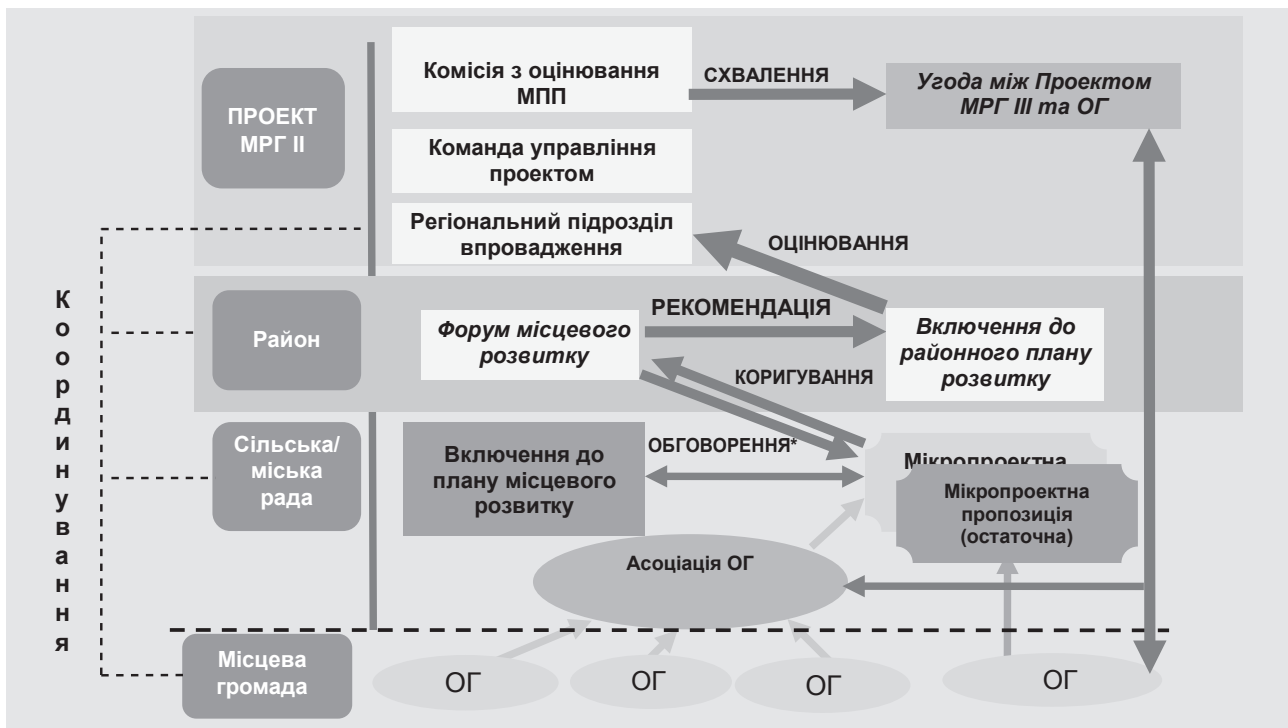 ПРОЕКТ
МРГ ІІ
Комісія з оцінювання
МПП
СХВАЛЕННЯ
Угода між Проектом
МРГ ІІІ та ОГ
Команда управління
проектом
Регіональний підрозділ
впровадження
ОЦІНЮВАННЯ
Координування
Район
Форум місцевого
розвитку
РЕКОМЕНДАЦІЯ
Включення до
районного плану
розвитку
КОРИГУВАННЯ
Сільська/
міська
рада
Включення до
плану місцевого
розвитку
ОБГОВОРЕННЯ*
Мікропроектна
Мікропроектна
пропозиція
(остаточна)
Асоціація ОГ
Місцева
громада
ОГ
ОГ
ОГ
ОГ